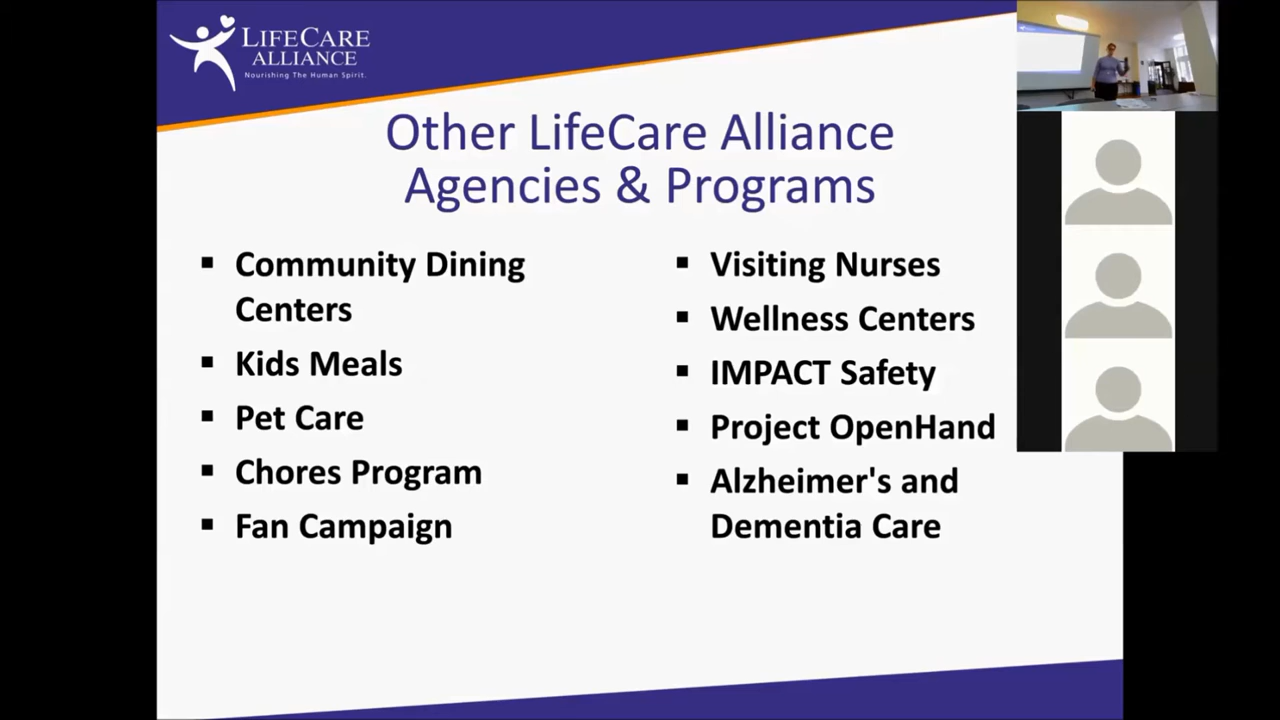 LIFECARE
ALLIANCE
Nourishing The Human Spirit.
Other LifeCare Alliance
Agencies & Programs
▪ Community Dining
Centers
▪ Kids Meals
▪ Pet Care
▪ Chores Program
▪ Fan Campaign
▪ Visiting Nurses
▪ Wellness Centers
▪ IMPACT Safety
▪ Project OpenHand
▪ Alzheimer's and
Dementia Care